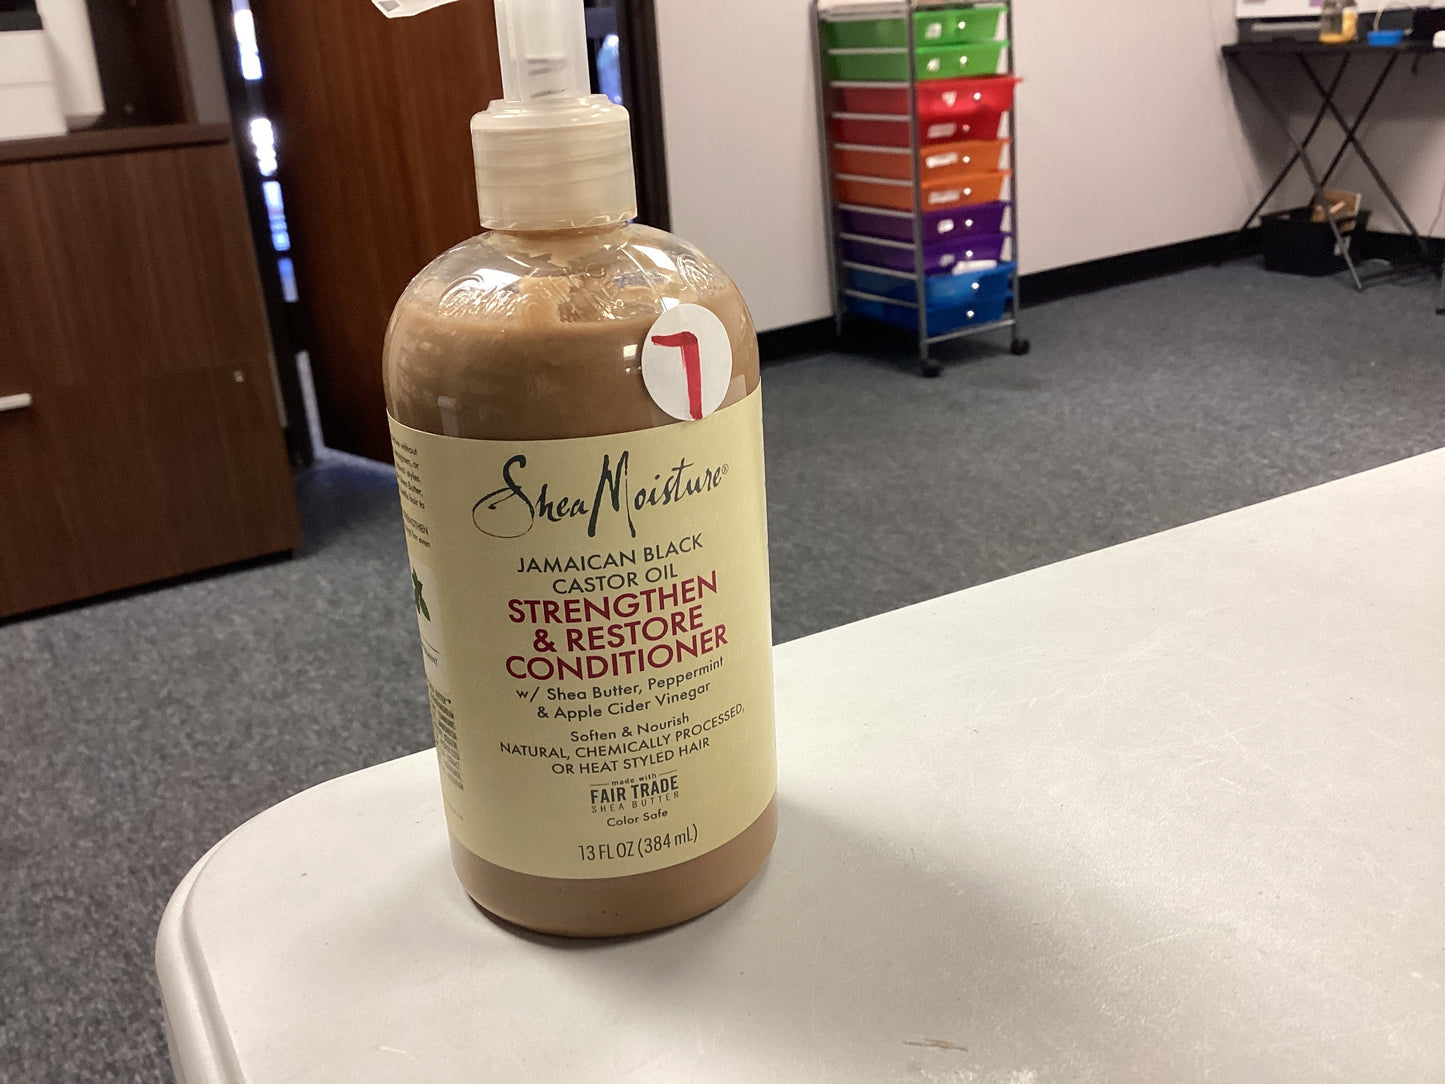 7
SheaMoisture®
JAMAICAN BLACK
CASTOR OIL
STRENGTHEN
& RESTORE
CONDITIONER
w/ Shea Butter, Peppermint
& Apple Cider Vinegar
Soften & Nourish
NATURAL, CHEMICALLY PROCESSED,
OR HEAT STYLED HAIR
made with
FAIR TRADE
SHEA BUTTER
Color Safe
13 FL OZ (384 mL)